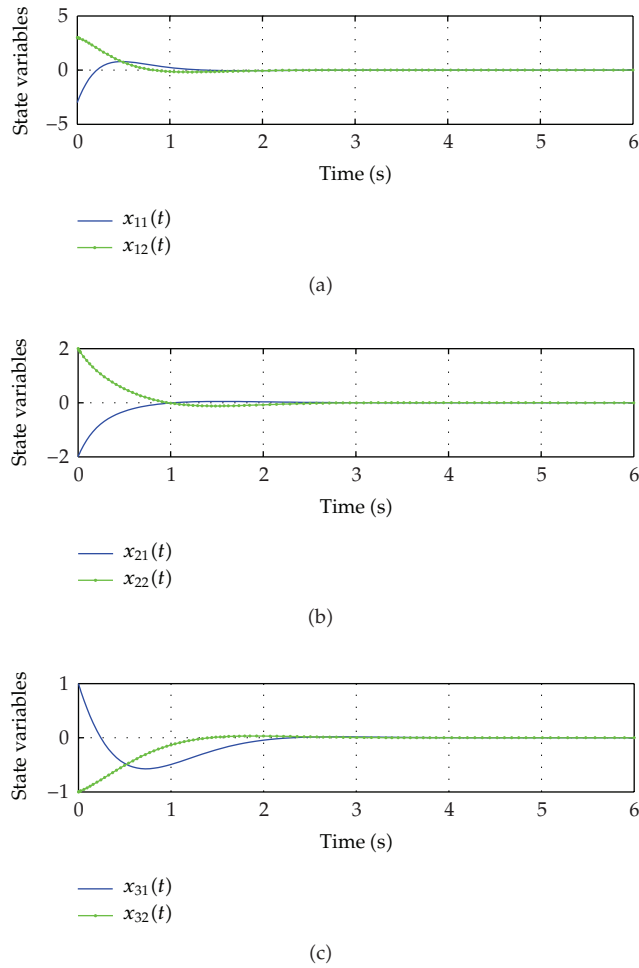 State variables
5
0
−5
0 1 2 3 4 5 6
Time (s)
x11(t)
x12(t)
(a)
State variables
2
0
−2
0 1 2 3 4 5 6
Time (s)
x21(t)
x22(t)
(b)
State variables
1
0
−1
0 1 2 3 4 5 6
Time (s)
x31(t)
x32(t)
(c)